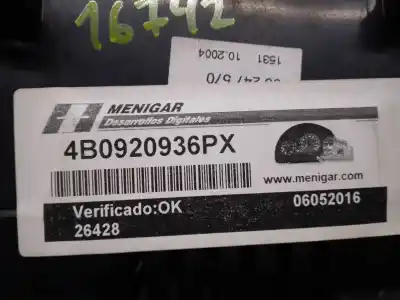 16742
1531 10.2004
MENIGAR
Desarrollos Digitales
4B0920936PX
www.menigar.com
Verificado:OK
06052016
26428